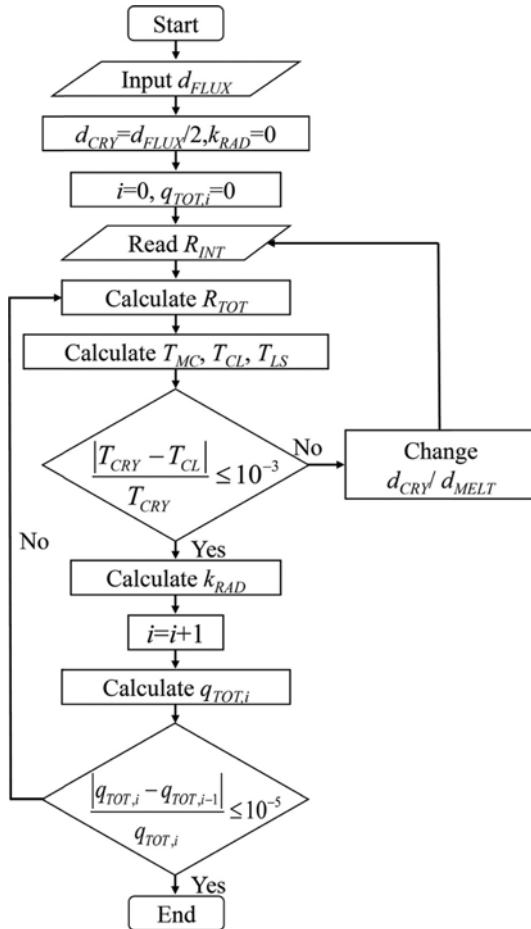 Start
Input d_FLUX
d_CRY=d_FLUX/2,k_RAD=0
i=0, q_TOT,i=0
Read R_INT
Calculate R_TOT
Calculate T_MC, T_CL, T_LS
|T_CRY − T_CL| / T_CRY ≤ 10^−3
No
Change
d_CRY/ d_MELT
No
Yes
Calculate k_RAD
i=i+1
Calculate q_TOT,i
|q_TOT,i − q_TOT,i−1| / q_TOT,i ≤ 10^−5
Yes
End